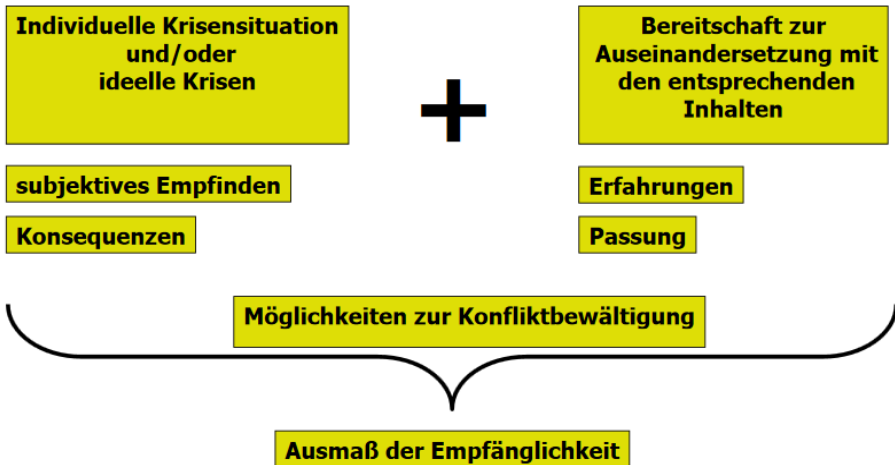 Individuelle Krisensituation
und/oder
ideelle Krisen
+
Bereitschaft zur
Auseinandersetzung mit
den entsprechenden
Inhalten
subjektives Empfinden
Konsequenzen
Erfahrungen
Passung
Möglichkeiten zur Konfliktbewältigung
Ausmaß der Empfänglichkeit